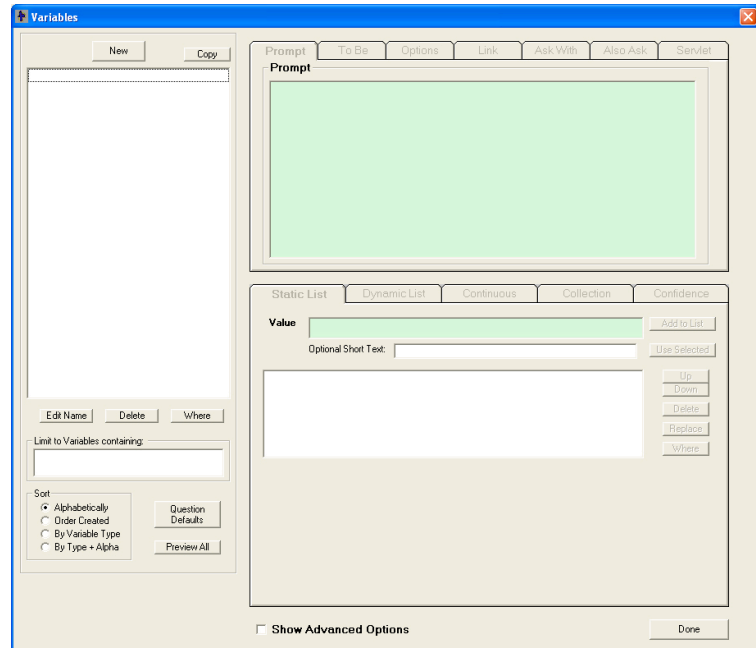 Variables
New
Copy
Edit Name
Delete
Where
Limit to Variables containing:
Sort
Alphabetically
Order Created
By Variable Type
By Type + Alpha
Question
Defaults
Preview All
Prompt
To Be
Options
Link
Ask With
Also Ask
Servlet
Prompt
Static List
Dynamic List
Continuous
Collection
Confidence
Value
Add to List
Optional Short Text:
Use Selected
Up
Down
Delete
Replace
Where
Show Advanced Options
Done